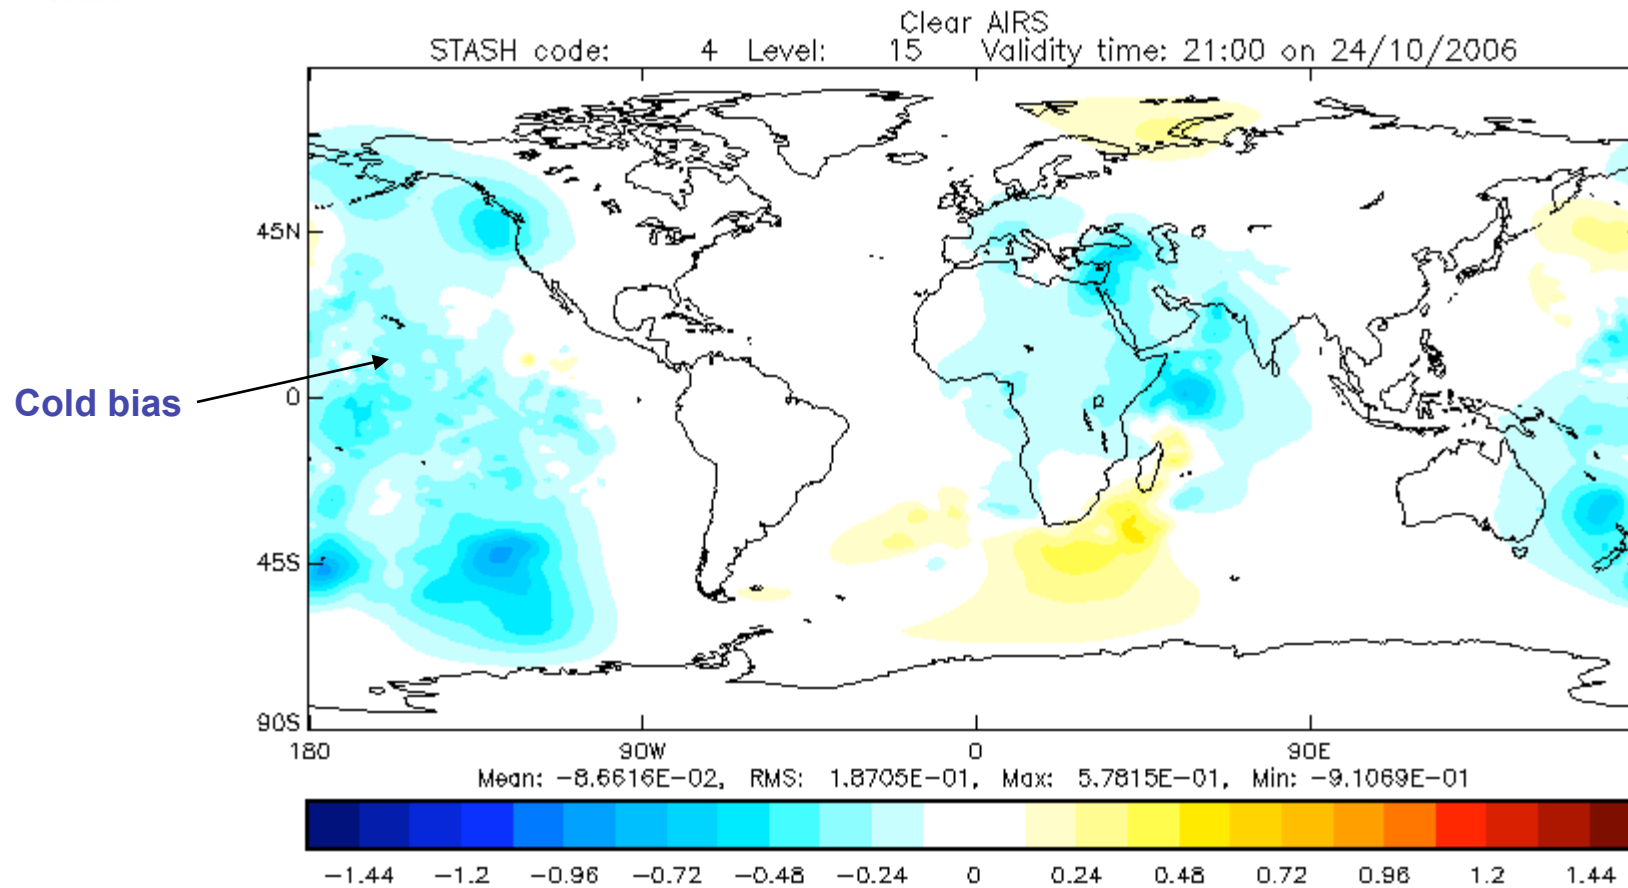 Clear AIRS
STASH code: 4 Level: 15 Validity time: 21:00 on 24/10/2006
45N
Cold bias
0
45S
90S
180 90W 0 90E
Mean: -8.6616E-02, RMS: 1.8705E-01, Max: 5.7815E-01, Min: -9.1069E-01
-1.44 -1.2 -0.96 -0.72 -0.48 -0.24 0 0.24 0.48 0.72 0.96 1.2 1.44